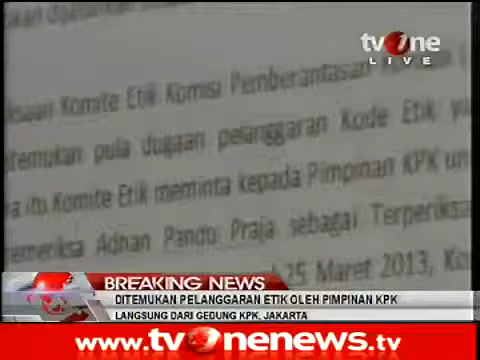 tvOne
LIVE
Komite Etik Komisi Pemberantasan
ditemukan pula dugaan pelanggaran Kode Etik
itu Komite Etik meminta kepada Pimpinan KPK
memeriksa Adnan Pandu Praja sebagai Terperiksa
25 Maret 2013,
BREAKING NEWS
DITEMUKAN PELANGGARAN ETIK OLEH PIMPINAN KPK
LANGSUNG DARI GEDUNG KPK, JAKARTA
www.tvonenews.tv